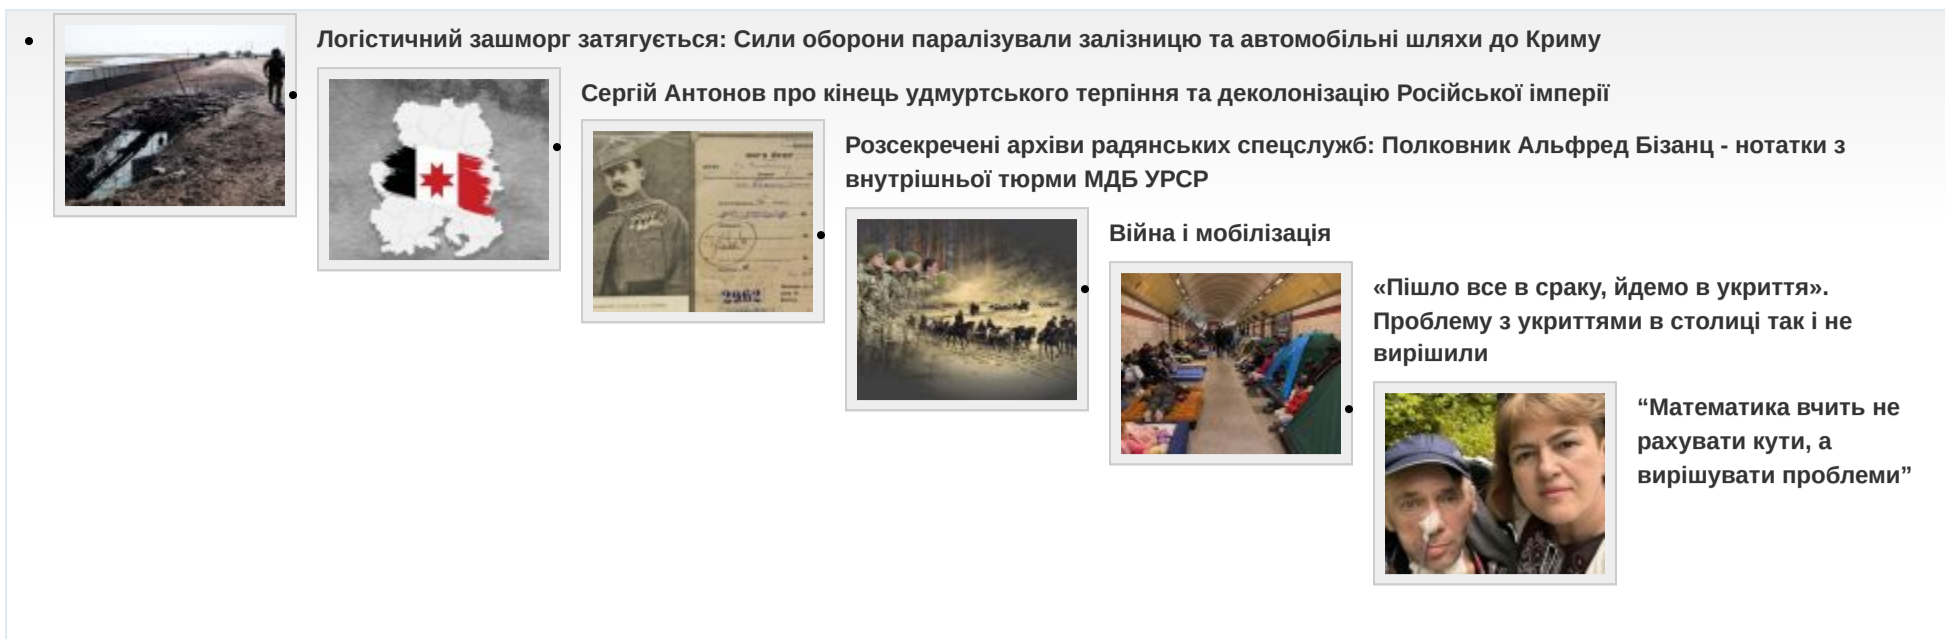 Логістичний зашморг затягується: Сили оборони паралізували залізницю та автомобільні шляхи до Криму
Сергій Антонов про кінець удмуртського терпіння та деколонізацію Російської імперії
Розсекречені архіви радянських спецслужб: Полковник Альфред Бізанц - нотатки з
внутрішньої тюрми МДБ УРСР
2962
Війна і мобілізація
«Пішло все в сраку, йдемо в укриття».
Проблему з укриттями в столиці так і не
вирішили
“Математика вчить не
рахувати кути, а
вирішувати проблеми”